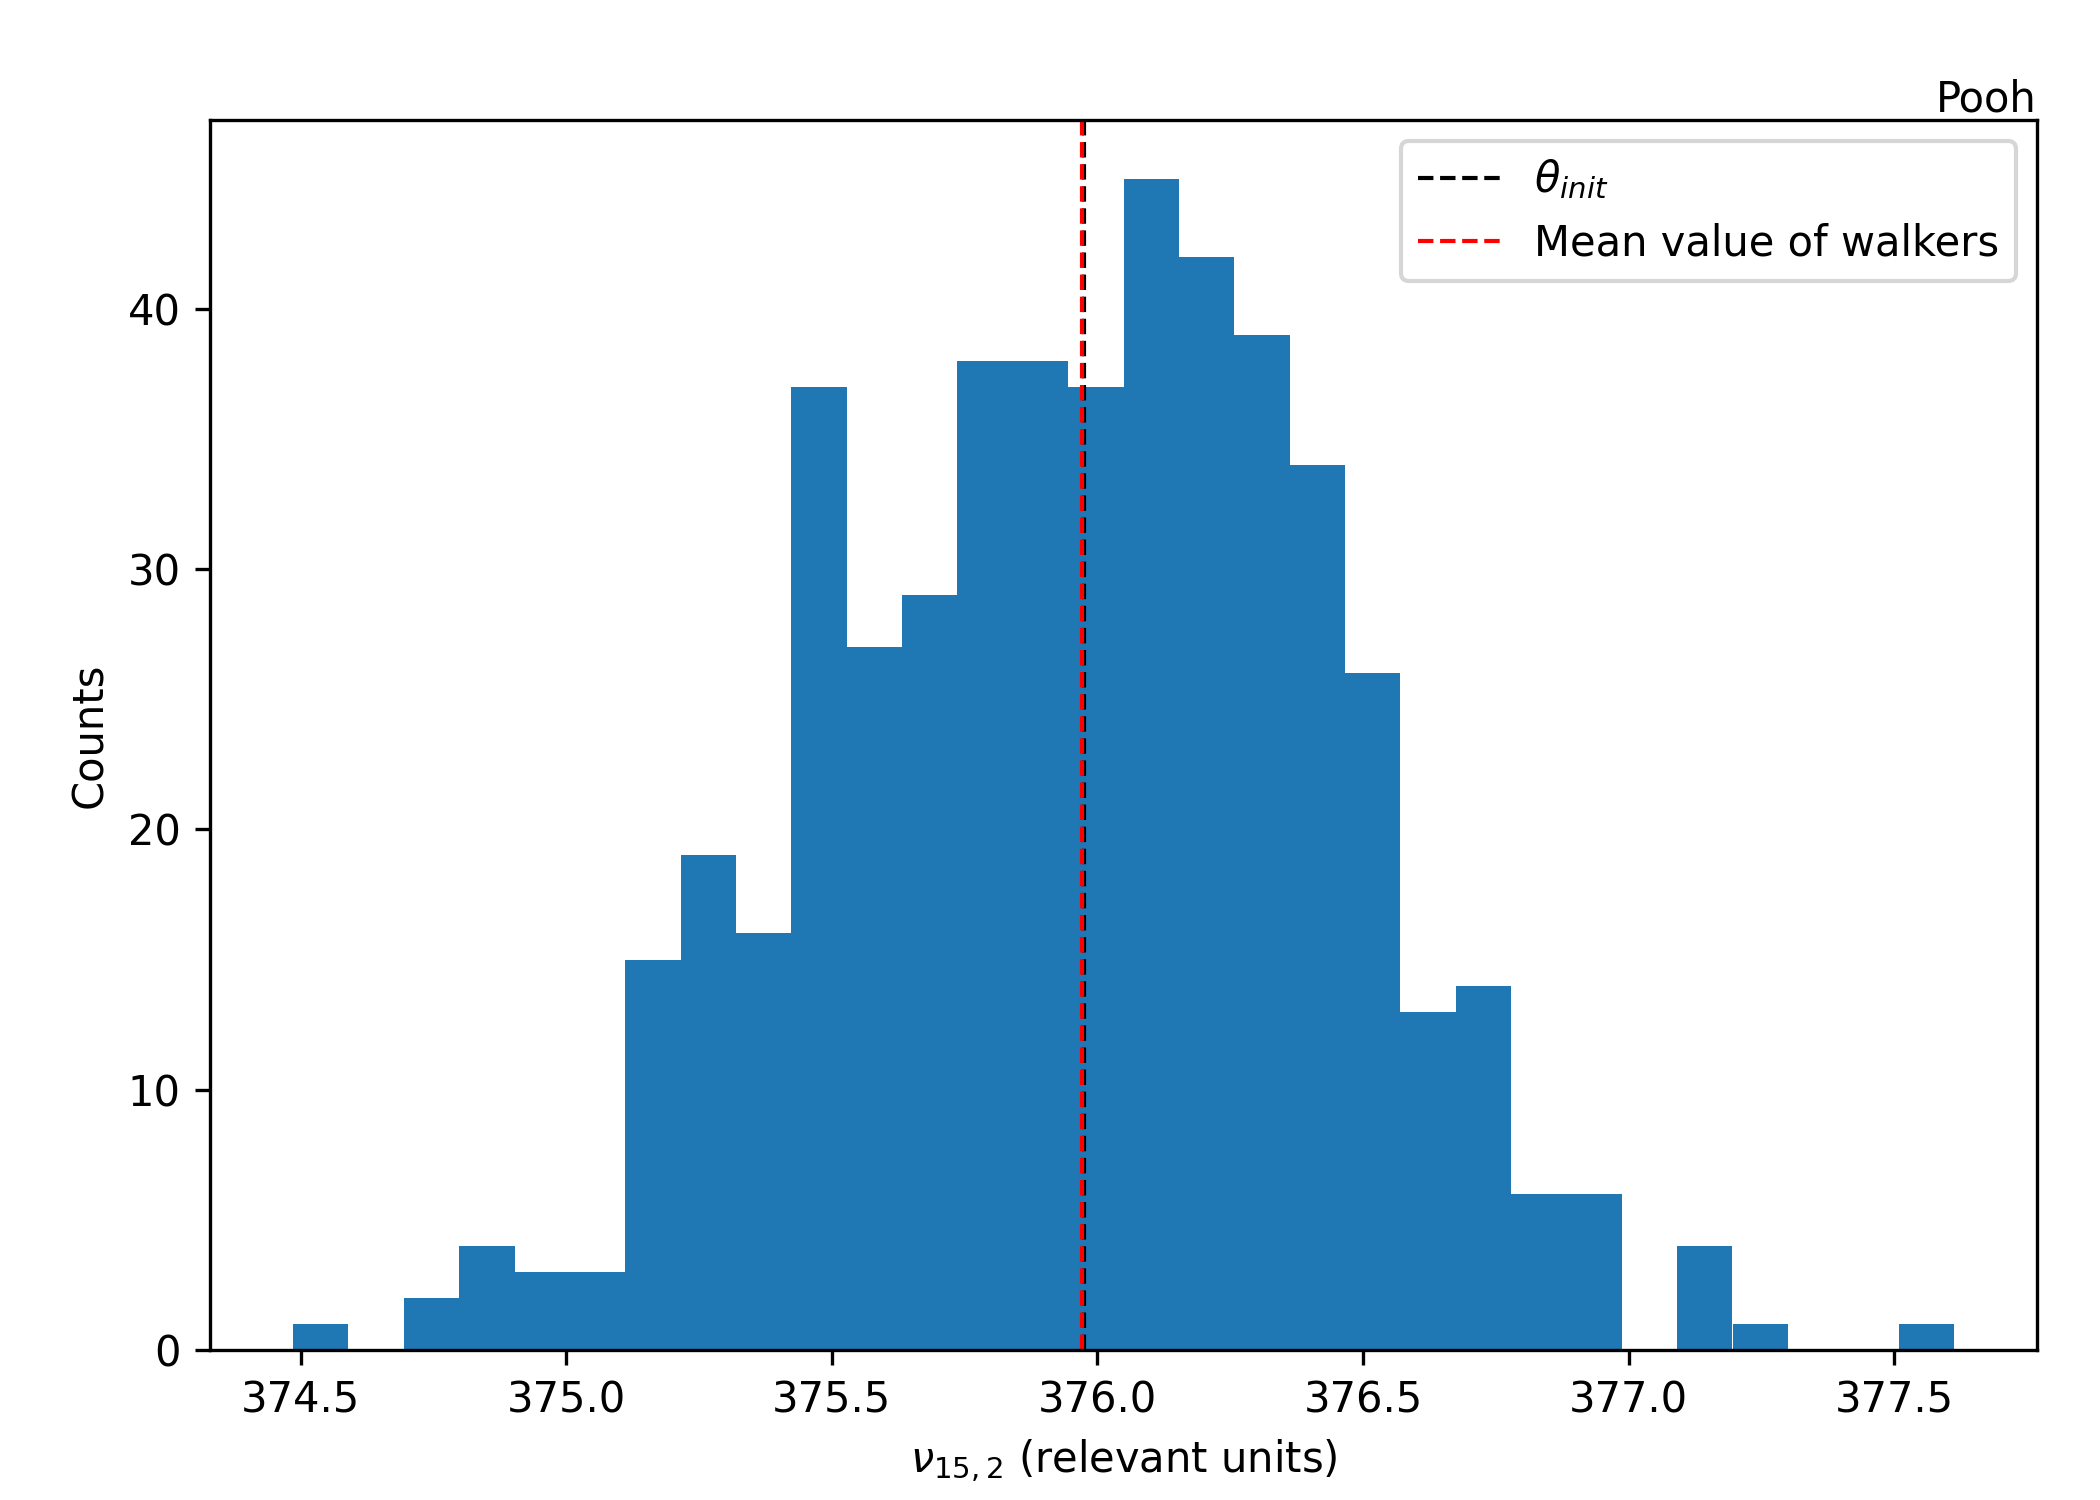 Pooh
θinit
Mean value of walkers
40
30
20
10
0
Counts
374.5 375.0 375.5 376.0 376.5 377.0 377.5
ν15, 2 (relevant units)